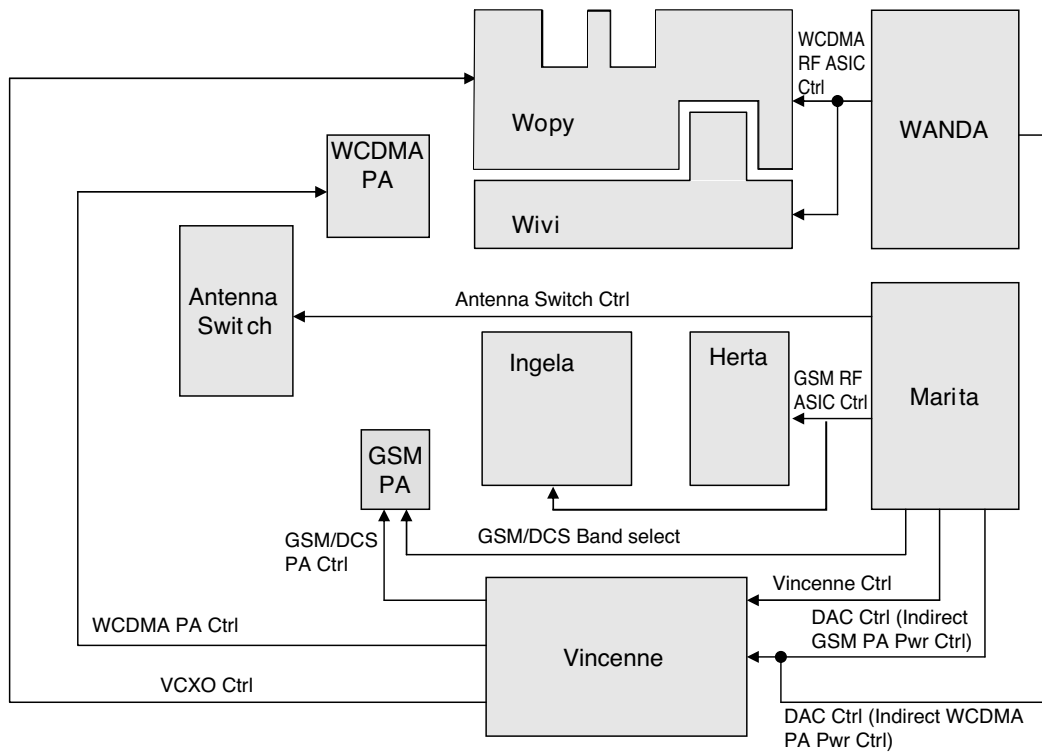 WCDMA
RF ASIC
Ctrl
Wopy
WANDA
WCDMA
PA
Wivi
Antenna
Switch
Antenna Switch Ctrl
Ingela
Herta
GSM RF
ASIC Ctrl
Marita
GSM
PA
GSM/DCS
PA Ctrl
GSM/DCS Band select
Vincenne Ctrl
DAC Ctrl (Indirect
GSM PA Pwr Ctrl)
WCDMA PA Ctrl
Vincenne
VCXO Ctrl
DAC Ctrl (Indirect WCDMA
PA Pwr Ctrl)